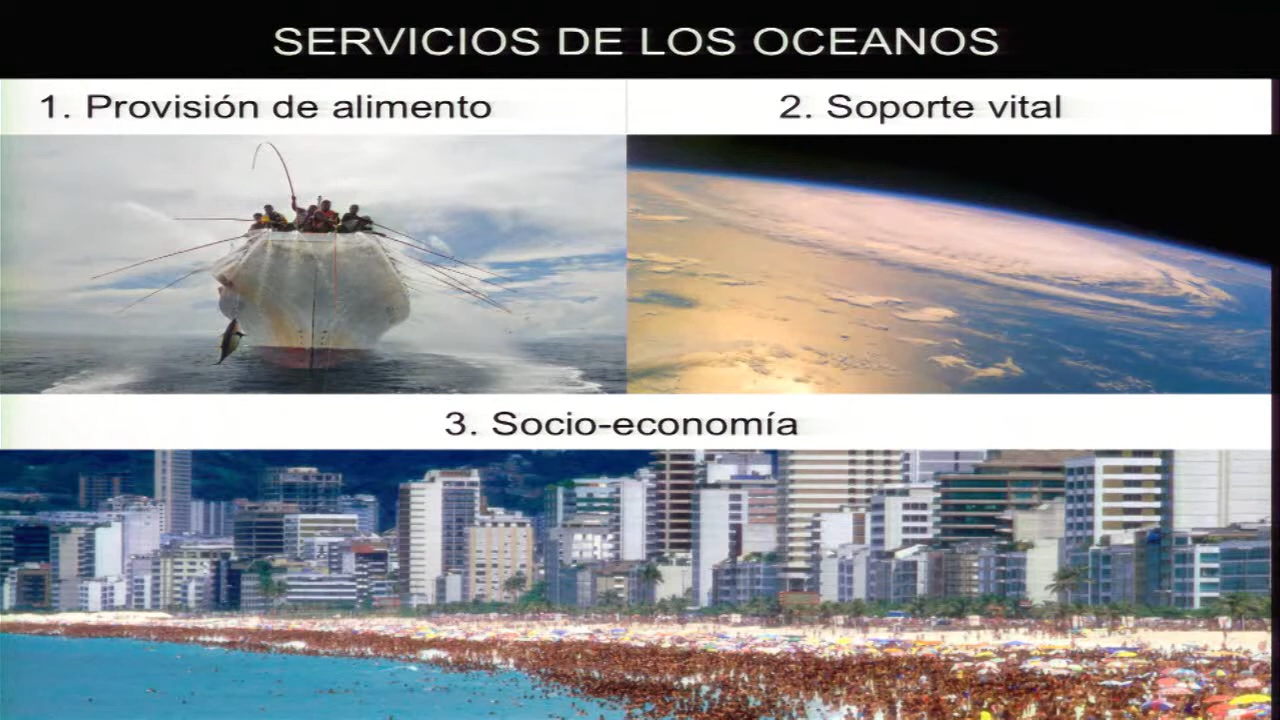 SERVICIOS DE LOS OCEANOS
1. Provisión de alimento
2. Soporte vital
3. Socio-economía